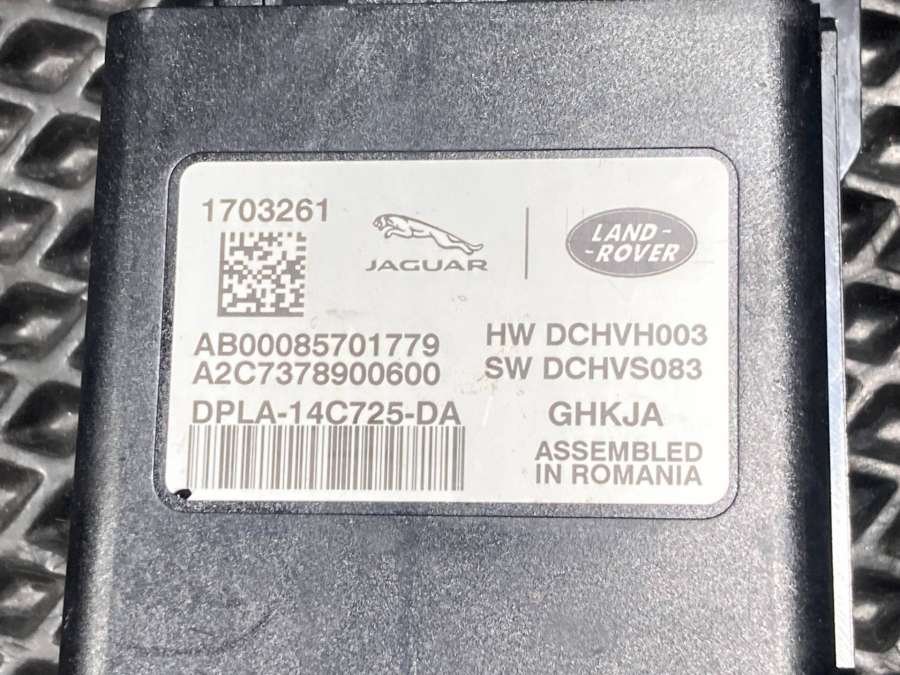 1703261
JAGUAR
LAND-
-ROVER
AB00085701779
A2C7378900600
HW DCHVH003
SW DCHVS083
DPLA-14C725-DA
GHKJA
ASSEMBLED
IN ROMANIA